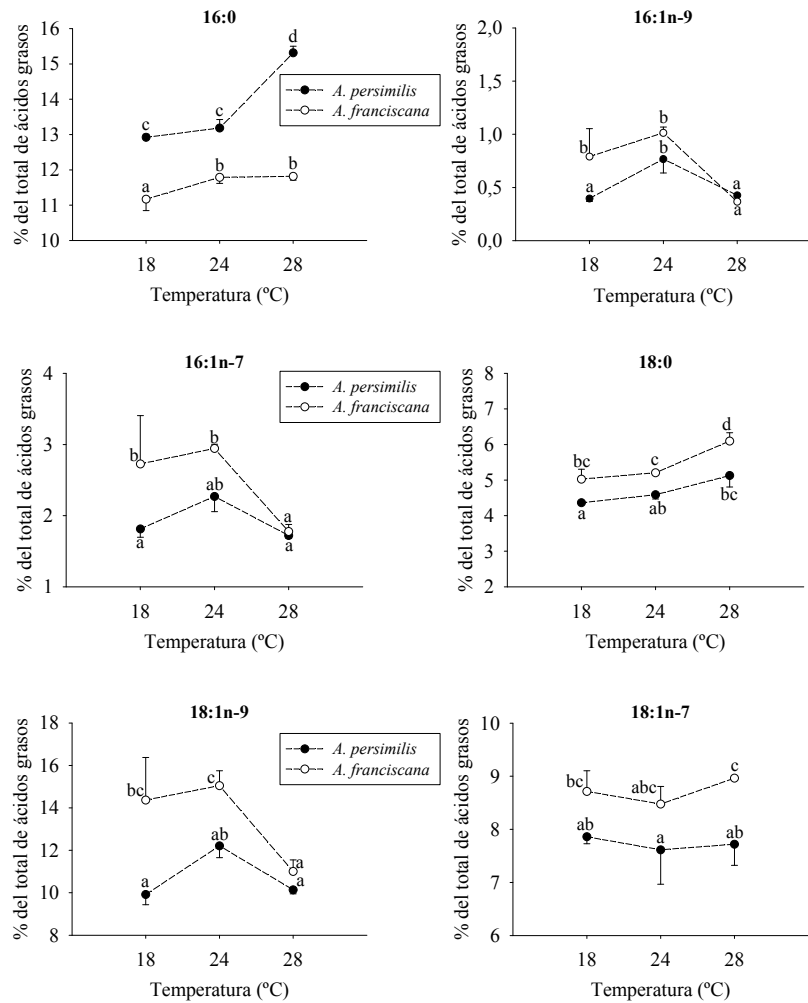 16:0
% del total de ácidos grasos
16
15
14
13
12
11
10
c
c
d
a
b
b
18 24 28
Temperatura (ºC)
A. persimilis
A. franciscana
16:1n-9
% del total de ácidos grasos
2,0
1,5
1,0
0,5
0,0
b
b
a
a
b
a
18 24 28
Temperatura (ºC)
16:1n-7
% del total de ácidos grasos
4
3
2
1
b
b
a
a
ab
a
18 24 28
Temperatura (ºC)
A. persimilis
A. franciscana
18:0
% del total de ácidos grasos
8
7
6
5
4
3
2
bc
c
d
a
ab
bc
18 24 28
Temperatura (ºC)
18:1n-9
% del total de ácidos grasos
18
16
14
12
10
8
bc
c
a
a
ab
a
18 24 28
Temperatura (ºC)
A. persimilis
A. franciscana
18:1n-7
% del total de ácidos grasos
10
9
8
7
6
bc
abc
c
ab
a
ab
18 24 28
Temperatura (ºC)